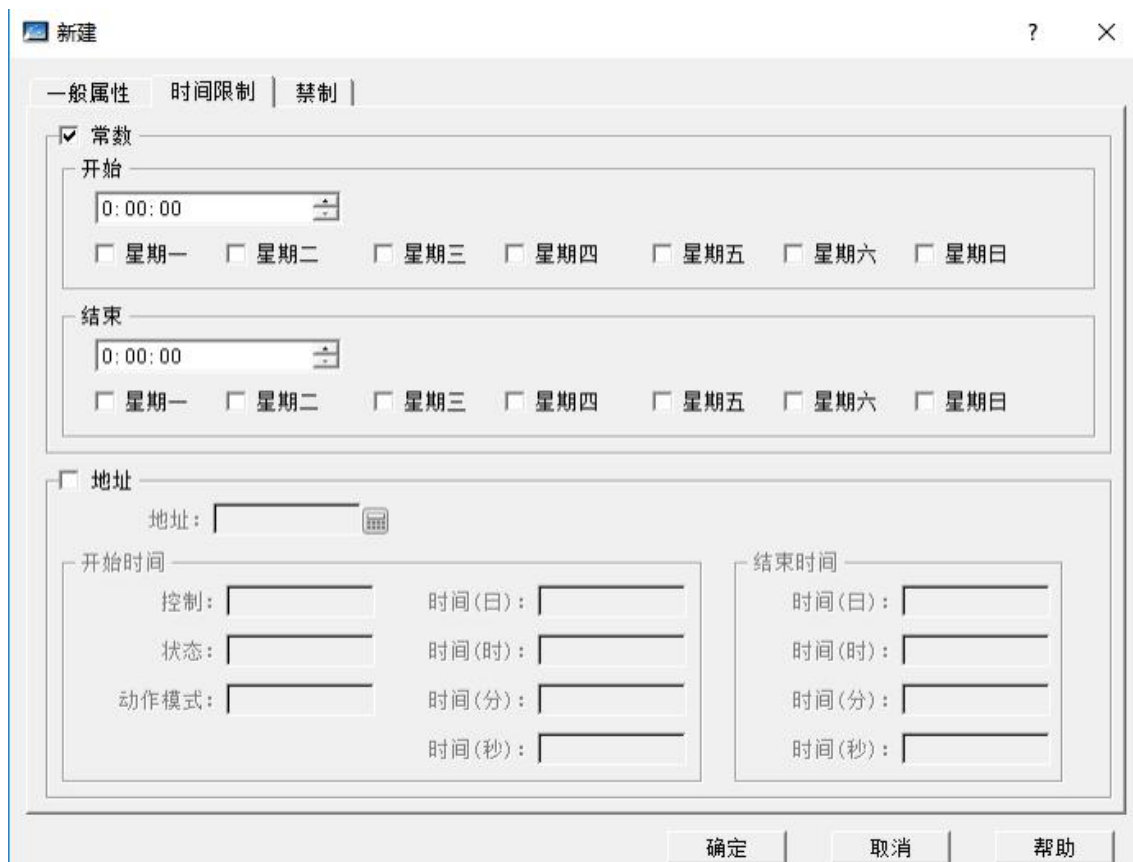 新建 ?
一般属性 时间限制 禁制
常数
开始
0:00:00
星期一 星期二 星期三 星期四 星期五 星期六 星期日
结束
0:00:00
星期一 星期二 星期三 星期四 星期五 星期六 星期日
地址
地址:
开始时间 结束时间
控制: 时间(日): 时间(日):
状态: 时间(时): 时间(时):
动作模式: 时间(分): 时间(分):
时间(秒): 时间(秒):
确定 取消 帮助